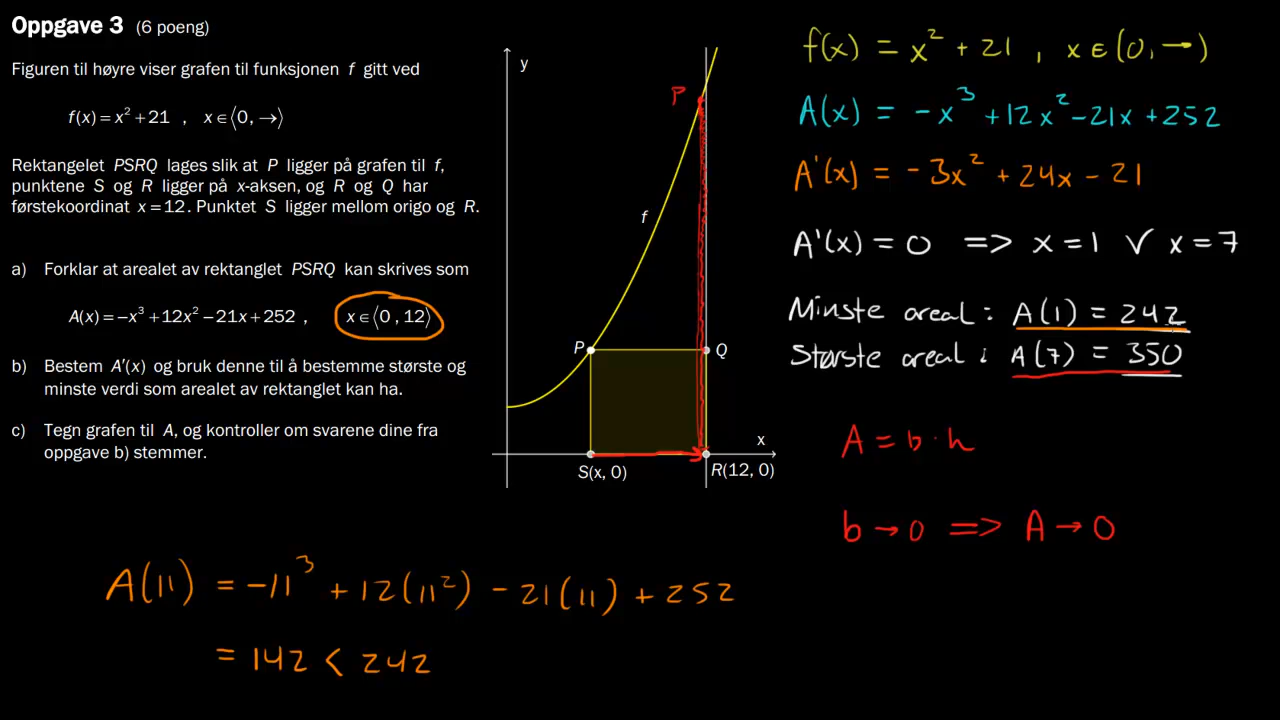 Oppgave 3 (6 poeng)
Figuren til høyre viser grafen til funksjonen f gitt ved
f(x) = x² + 21 , x ∈ ⟨0, →⟩
Rektangelet PSRQ lages slik at P ligger på grafen til f,
punktene S og R ligger på x-aksen, og R og Q har
førstekoordinat x = 12. Punktet S ligger mellom origo og R.
a) Forklar at arealet av rektanglet PSRQ kan skrives som
A(x) = −x³ + 12x² − 21x + 252 , x ∈ ⟨0 , 12⟩
b) Bestem A′(x) og bruk denne til å bestemme største og
minste verdi som arealet av rektanglet kan ha.
c) Tegn grafen til A, og kontroller om svarene dine fra
oppgave b) stemmer.
y
P
f
P
Q
x
S(x, 0)
R(12, 0)
f(x) = x² + 21 , x ∈ (0, →)
A(x) = −x³ + 12x² − 21x + 252
A'(x) = −3x² + 24x − 21
A'(x) = 0 => x = 1 ∨ x = 7
Minste areal : A(1) = 242
Største areal : A(7) = 350
A = b · h
b → 0 => A → 0
A(11) = −11³ + 12(11²) − 21(11) + 252
= 142 < 242